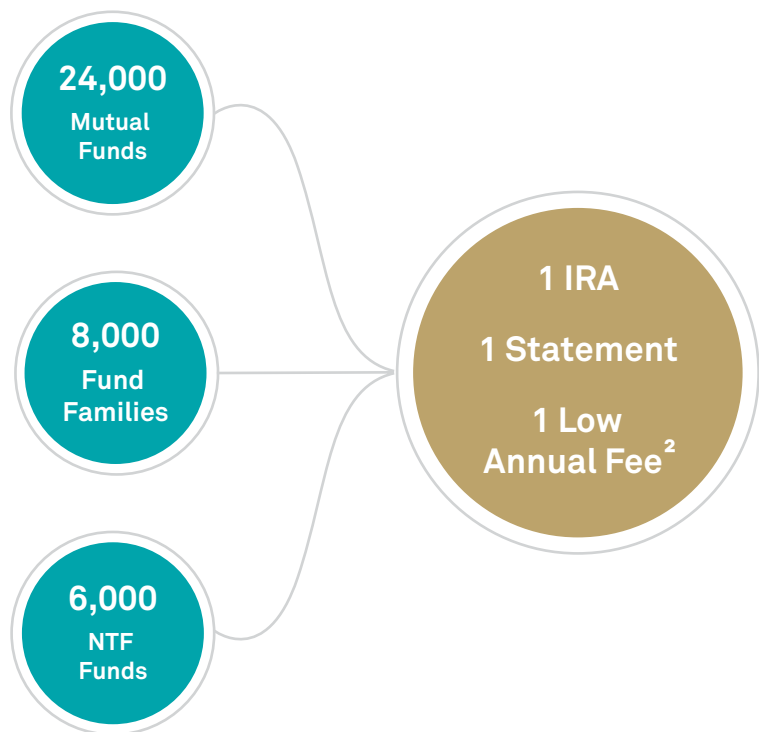 24,000
Mutual
Funds
8,000
Fund
Families
6,000
NTF
Funds
1 IRA
1 Statement
1 Low
Annual Fee²